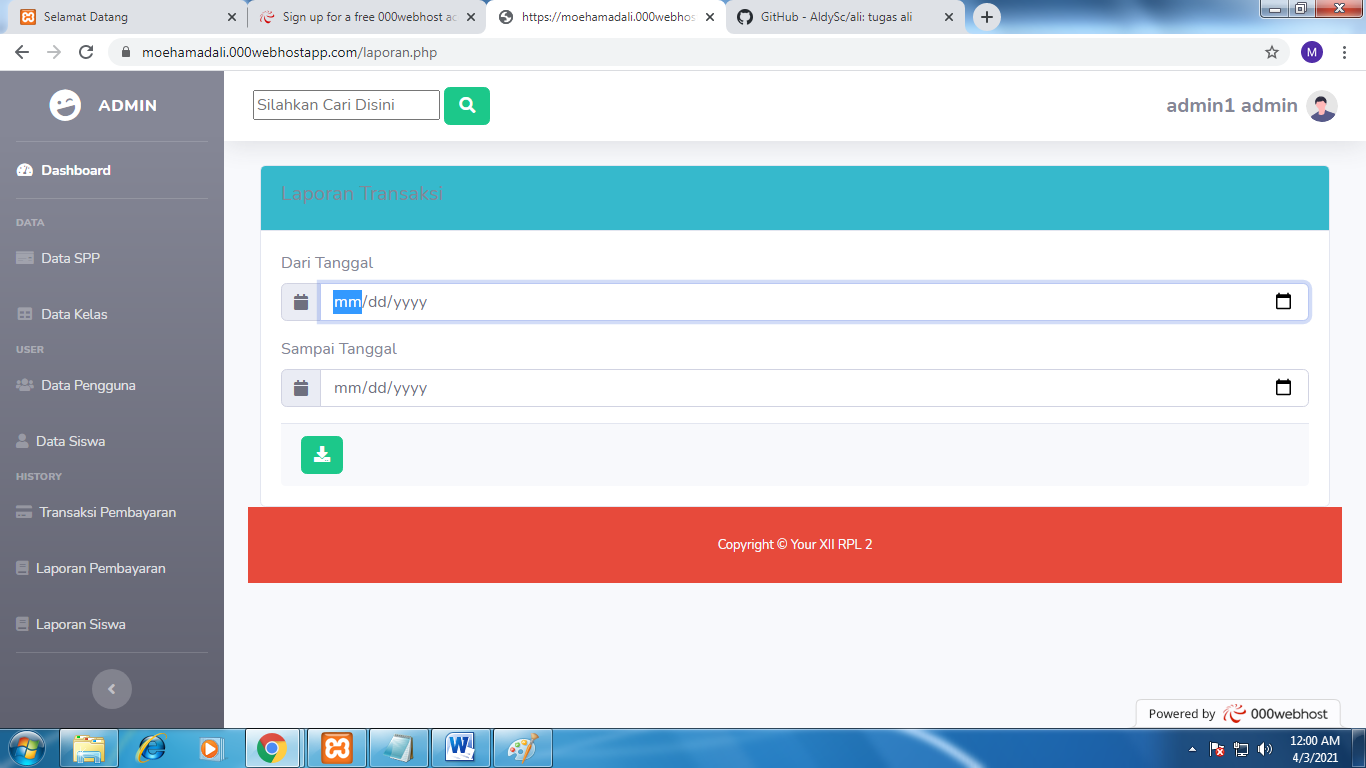 Selamat Datang
Sign up for a free 000webhost ac
https://moehamadali.000webhos
GitHub - AldySc/ali: tugas ali
moehamadali.000webhostapp.com/laporan.php
M
ADMIN
Silahkan Cari Disini
admin1 admin
Dashboard
DATA
Data SPP
Data Kelas
USER
Data Pengguna
Data Siswa
HISTORY
Transaksi Pembayaran
Laporan Pembayaran
Laporan Siswa
Laporan Transaksi
Dari Tanggal
mm/dd/yyyy
Sampai Tanggal
mm/dd/yyyy
Copyright © Your XII RPL 2
Powered by 000webhost
12:00 AM
4/3/2021